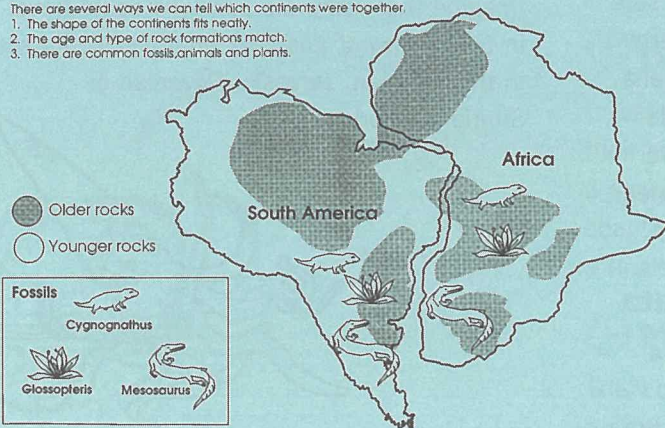 There are several ways we can tell which continents were together.
1. The shape of the continents fits neatly.
2. The age and type of rock formations match.
3. There are common fossils,animals and plants.
Africa
South America
Older rocks
Younger rocks
Fossils
Cygnognathus
Glossopteris
Mesosaurus